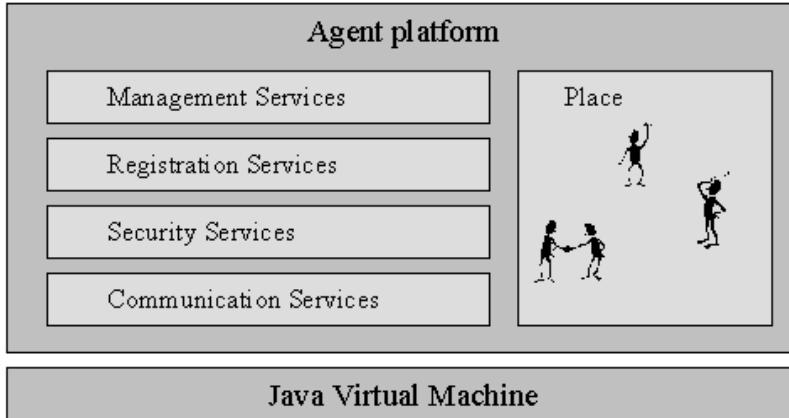 Agent platform
Management Services
Registration Services
Security Services
Communication Services
Place
Java Virtual Machine